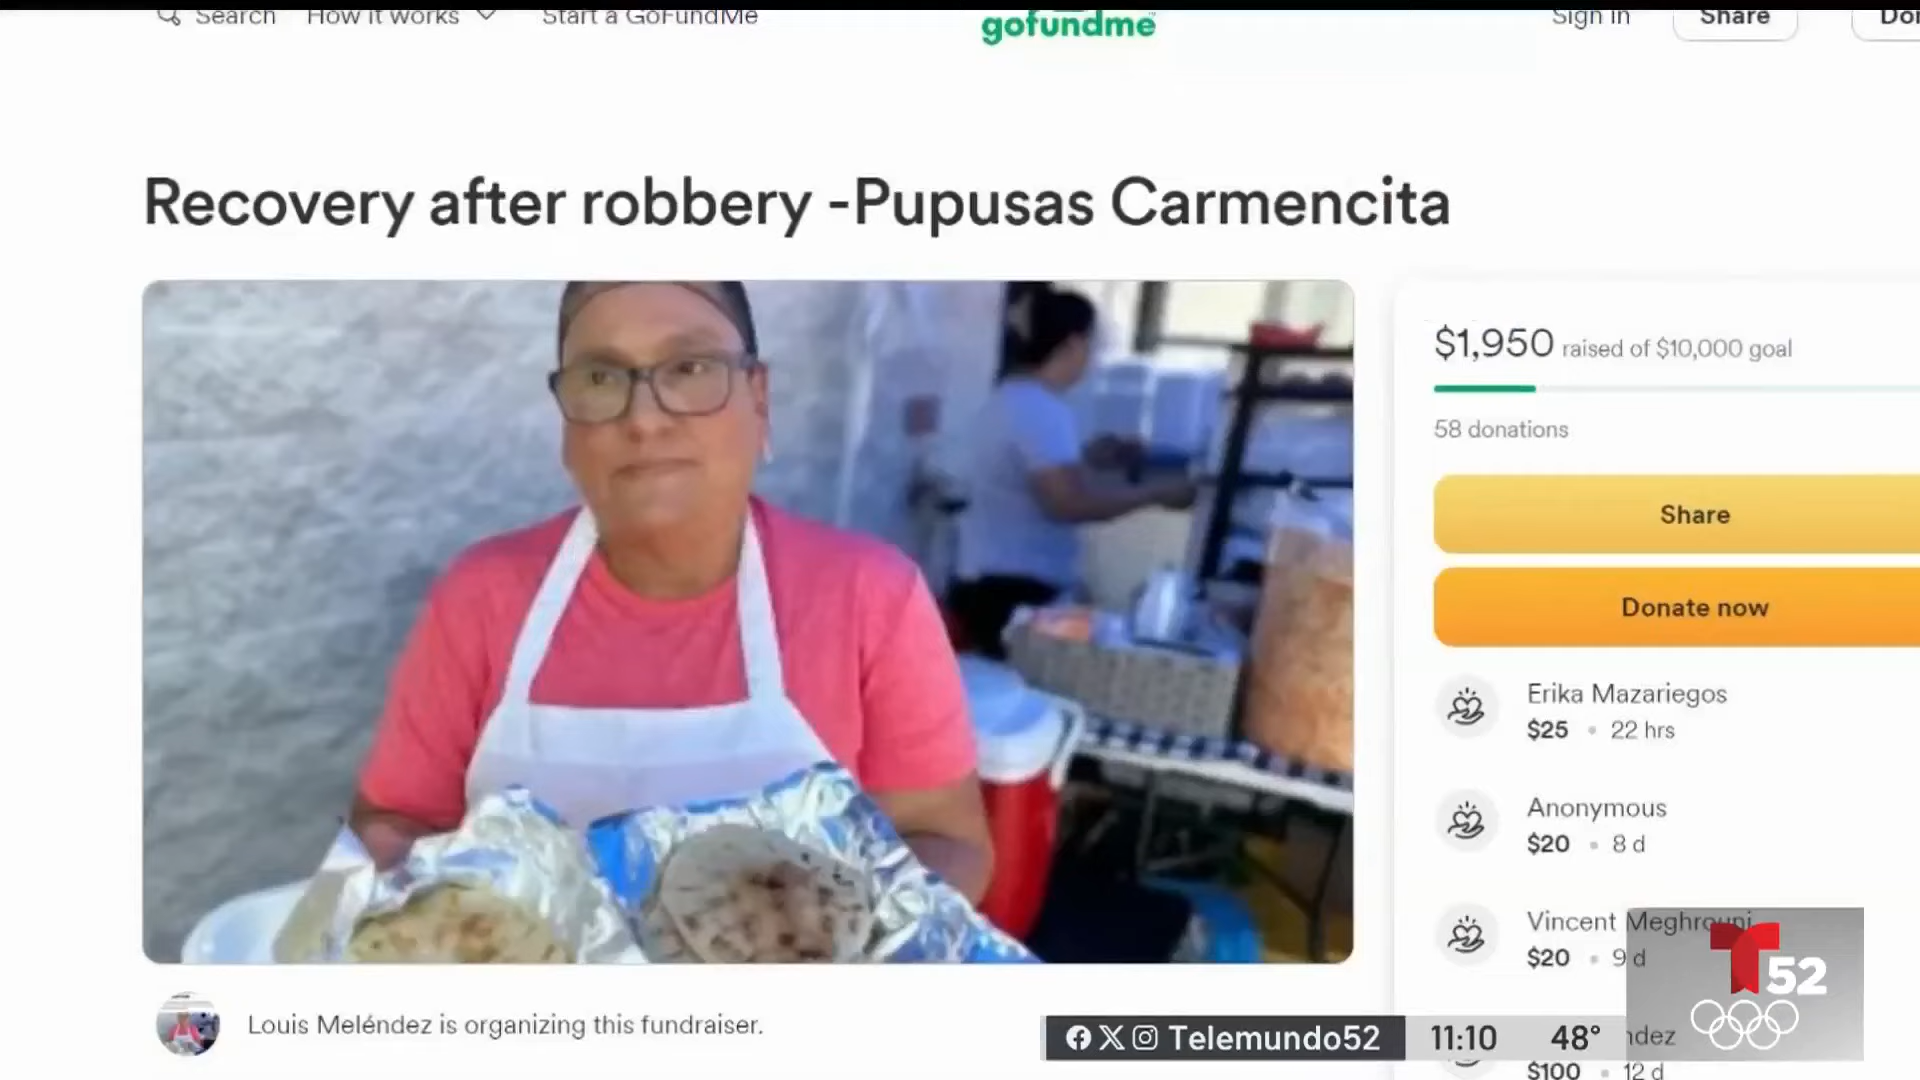 Search How it works Start a GoFundMe gofundme Sign in Share
Recovery after robbery -Pupusas Carmencita
$1,950 raised of $10,000 goal
58 donations
Share
Donate now
Erika Mazariegos
$25 • 22 hrs
Anonymous
$20 • 8 d
Vincent Meghrouni
$20 • 9 d
$100 • 12 d
Louis Meléndez is organizing this fundraiser.
Telemundo52 11:10 48°
52